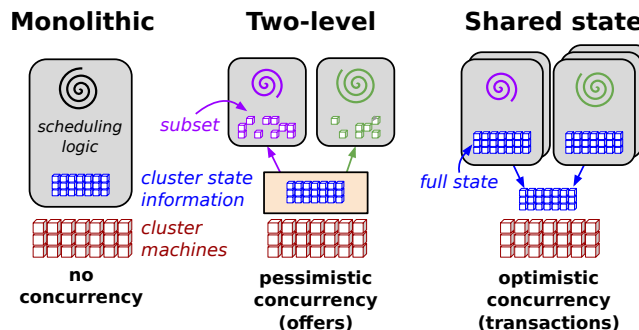 Monolithic
Two-level
Shared state
scheduling
logic
subset
cluster state
information
full state
cluster
machines
no
concurrency
pessimistic
concurrency
(offers)
optimistic
concurrency
(transactions)